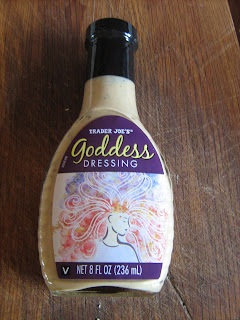 TRADER JOE'S
Goddess
DRESSING
V NET 8 FL OZ (236 mL)